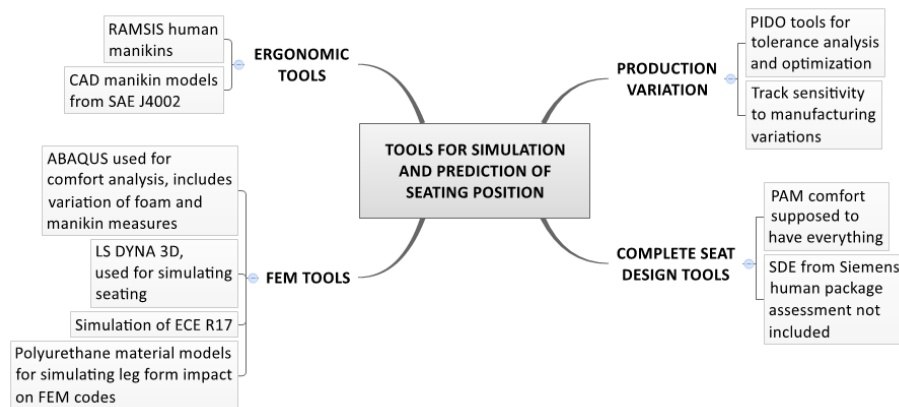 RAMSIS human
manikins
CAD manikin models
from SAE J4002
ERGONOMIC
TOOLS
ABAQUS used for
comfort analysis, includes
variation of foam and
manikin measures
LS DYNA 3D,
used for simulating
seating
Simulation of ECE R17
Polyurethane material models
for simulating leg form impact
on FEM codes
FEM TOOLS
TOOLS FOR SIMULATION
AND PREDICTION OF
SEATING POSITION
PRODUCTION
VARIATION
PIDO tools for
tolerance analysis
and optimization
Track sensitivity
to manufacturing
variations
COMPLETE SEAT
DESIGN TOOLS
PAM comfort
supposed to
have everything
SDE from Siemens
human package
assessment not
included